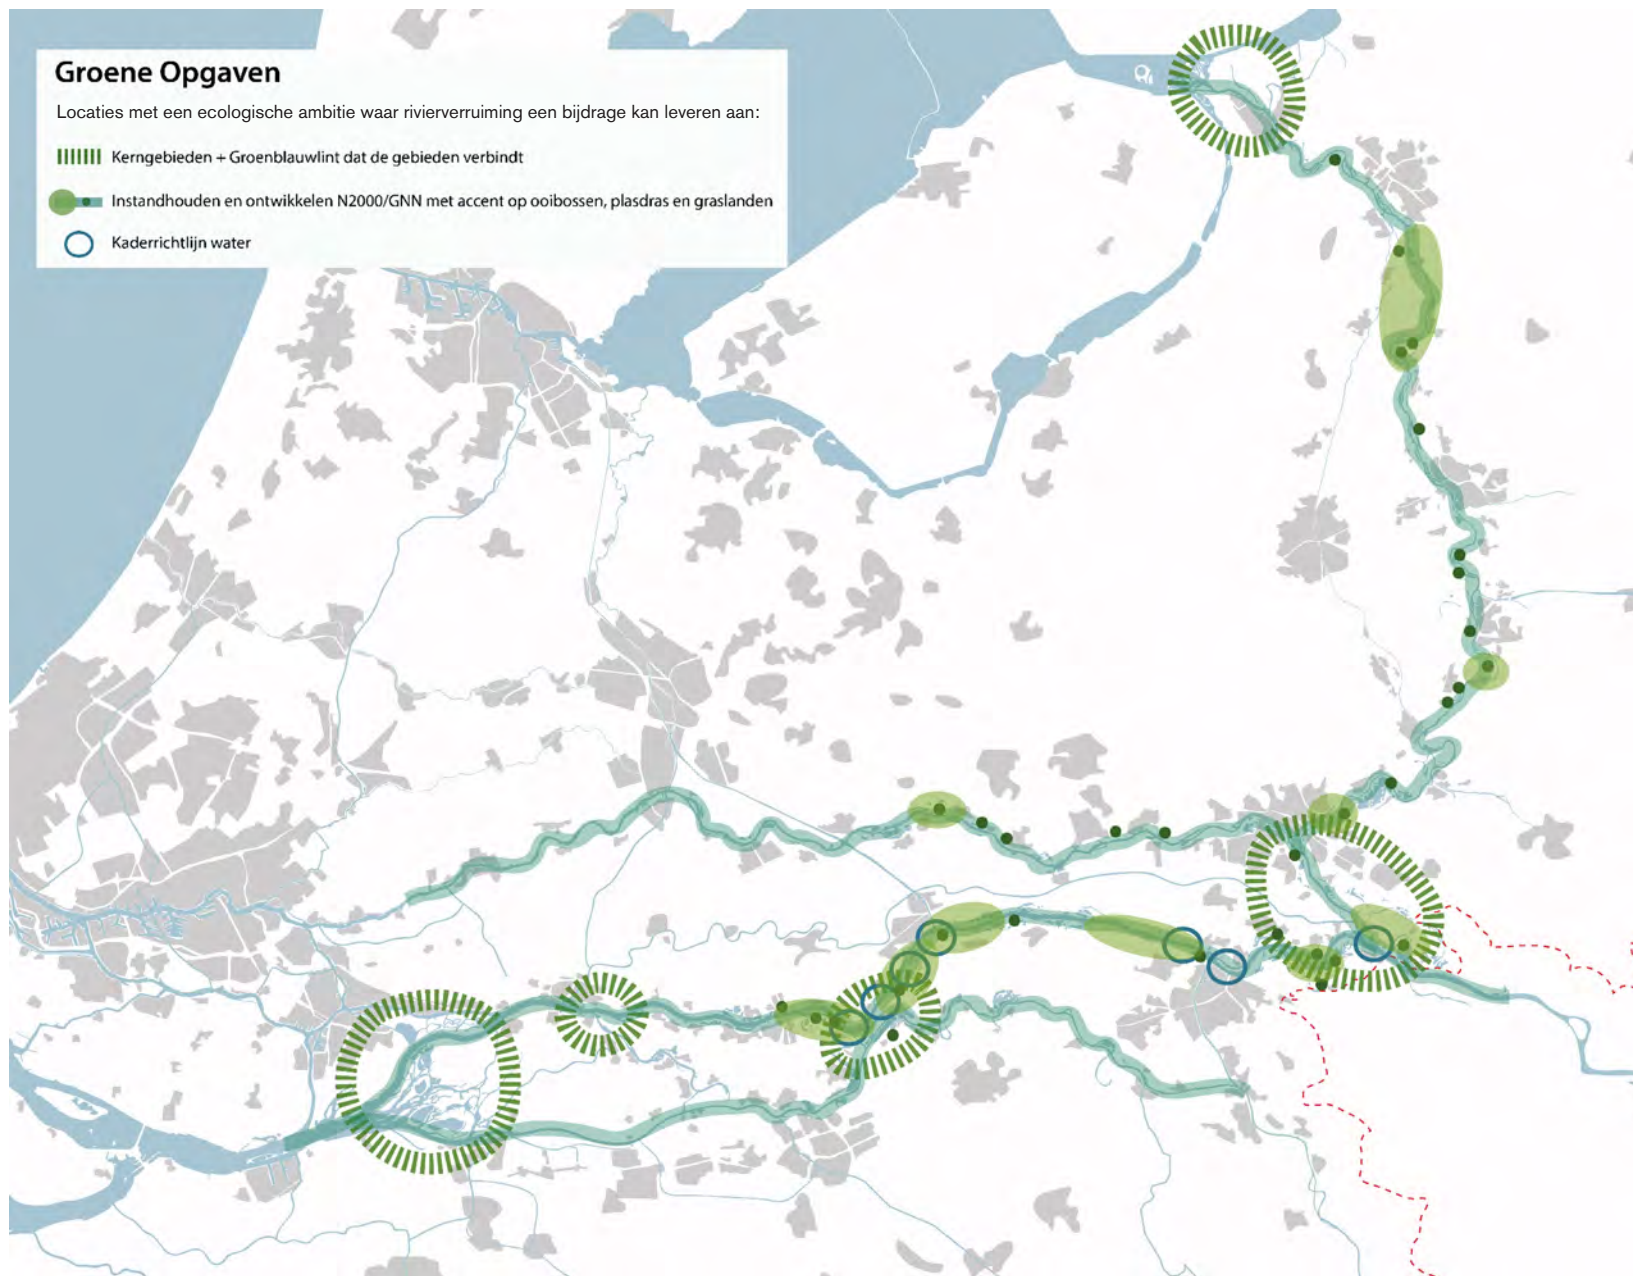 Groene Opgaven
Locaties met een ecologische ambitie waar rivierverruiming een bijdrage kan leveren aan:
Kerngebieden + Groenblauwlint dat de gebieden verbindt
Instandhouden en ontwikkelen N2000/GNN met accent op ooibossen, plasdras en graslanden
Kaderrichtlijn water